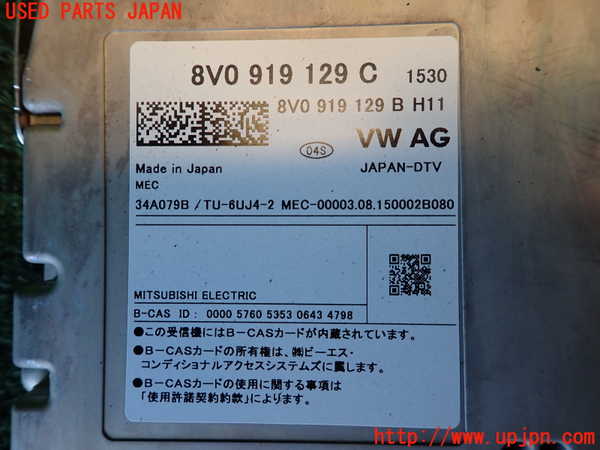 USED PARTS JAPAN
8V0 919 129 C 1530
8V0 919 129 B H11
04S VW AG
Made in Japan JAPAN-DTV
MEC
34A079B / TU-6UJ4-2 MEC-00003.08.150002B080
MITSUBISHI ELECTRIC
B-CAS ID: 0000 5760 5353 0643 4798
●この受信機にはB-CASカードが内蔵されています。
●B-CASカードの所有権は、㈱ビーエス・
コンディショナルアクセスシステムズに属します。
●B-CASカードの使用に関する事項は
「使用許諾契約約款」によります。
http://www.upjpn.com